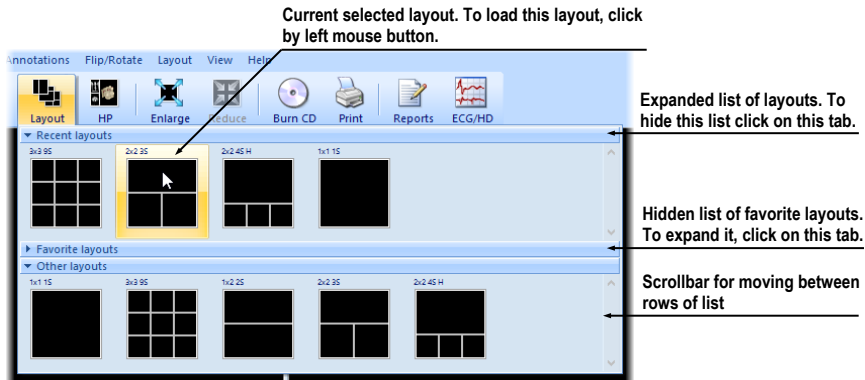 Current selected layout. To load this layout, click
by left mouse button.
Annotations Flip/Rotate Layout View Help
Layout HP Enlarge Reduce Burn CD Print Reports ECG/HD
Expanded list of layouts. To
hide this list click on this tab.
Recent layouts
3x3 9S 2x2 3S 2x2 4S H 1x1 1S
Hidden list of favorite layouts.
To expand it, click on this tab.
Favorite layouts
Other layouts
Scrollbar for moving between
rows of list
1x1 1S 3x3 9S 1x2 2S 2x2 3S 2x2 4S H